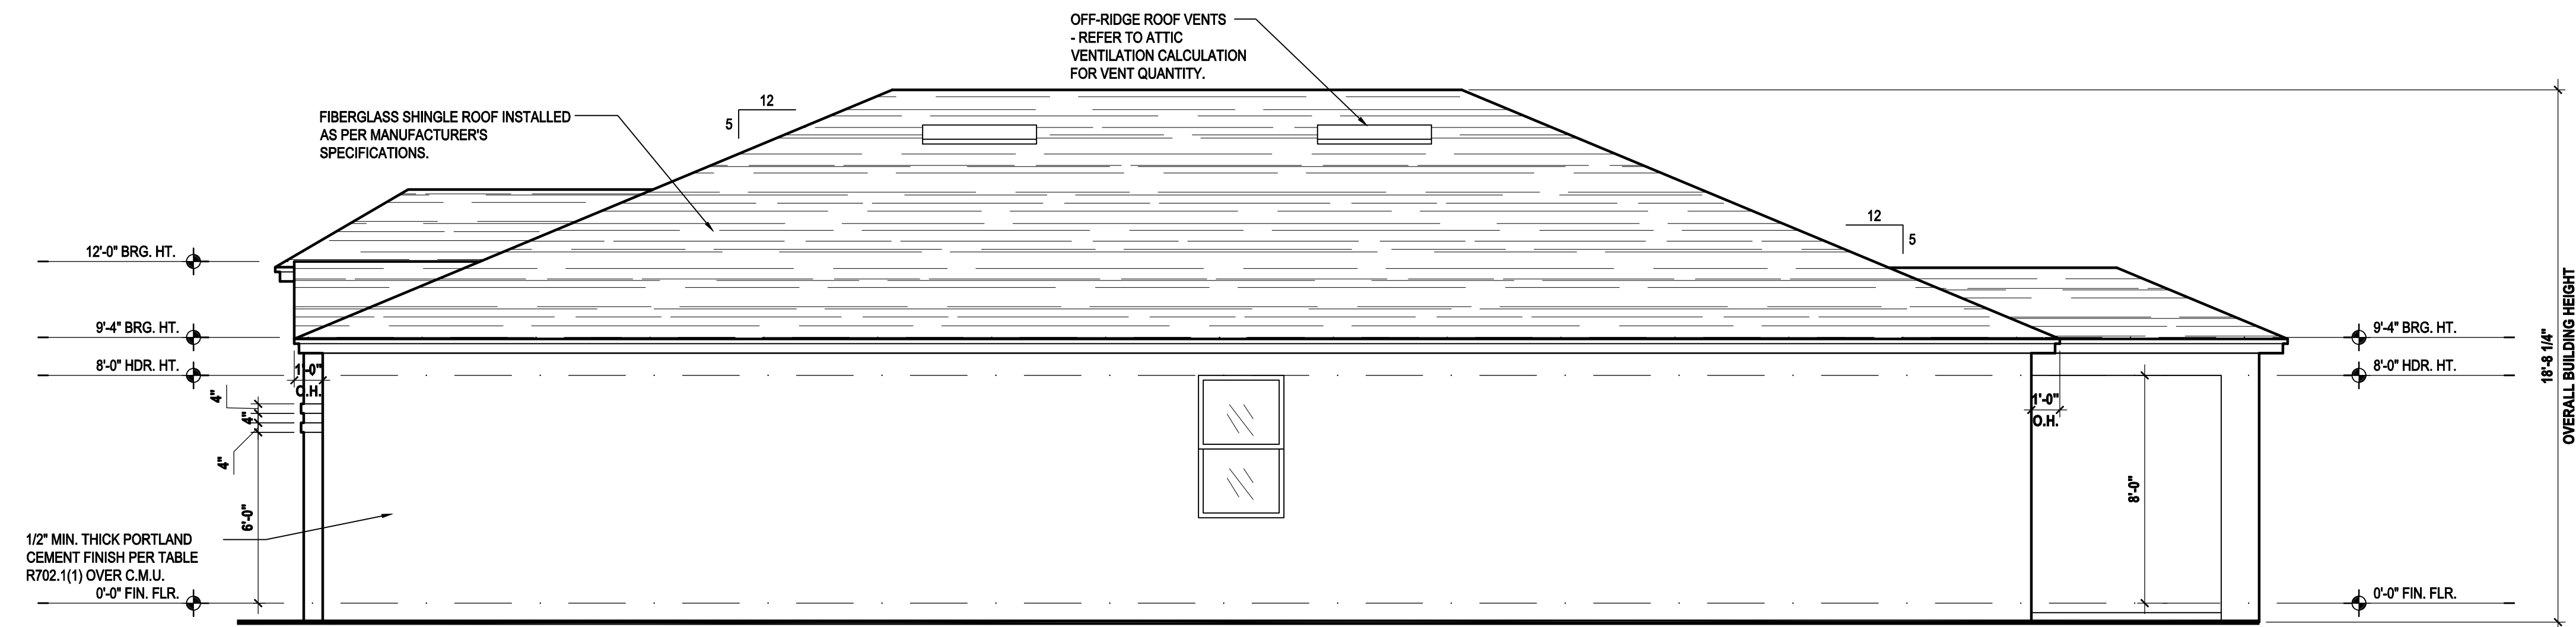 OFF-RIDGE ROOF VENTS
- REFER TO ATTIC
VENTILATION CALCULATION
FOR VENT QUANTITY.
12
5
FIBERGLASS SHINGLE ROOF INSTALLED
AS PER MANUFACTURER'S
SPECIFICATIONS.
12
5
12'-0" BRG. HT.
9'-4" BRG. HT.
8'-0" HDR. HT.
1'-0"
O.H.
4"
4"
4"
6'-0"
1/2" MIN. THICK PORTLAND
CEMENT FINISH PER TABLE
R702.1(1) OVER C.M.U.
0'-0" FIN. FLR.
1'-0"
O.H.
8'-0"
9'-4" BRG. HT.
8'-0" HDR. HT.
0'-0" FIN. FLR.
18'-8 1/4"
OVERALL BUILDING HEIGHT